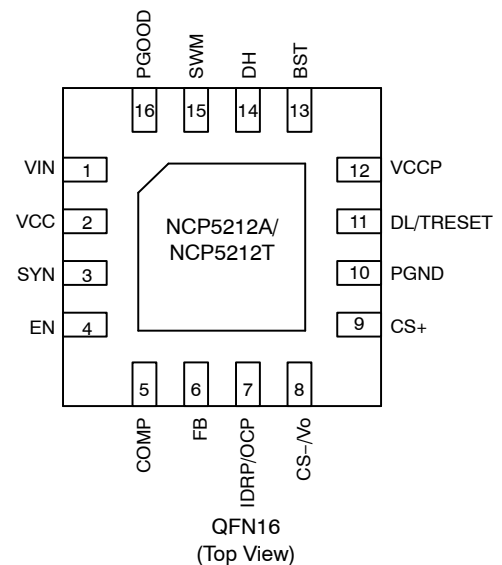 PGOOD
SWM
DH
BST
16
15
14
13
VIN
1
12
VCCP
VCC
2
11
DL/TRESET
SYN
3
10
PGND
EN
4
9
CS+
NCP5212A/
NCP5212T
5
6
7
8
COMP
FB
IDRP/OCP
CS−/Vo
QFN16
(Top View)